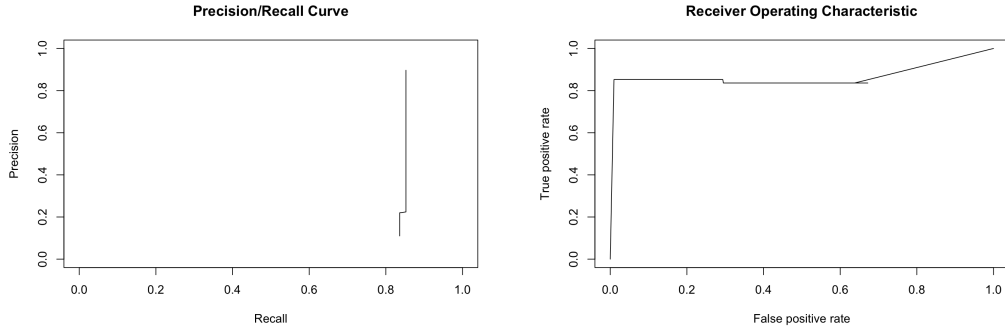 Precision/Recall Curve
Precision
0.0
0.2
0.4
0.6
0.8
1.0
0.0 0.2 0.4 0.6 0.8 1.0
Recall
Receiver Operating Characteristic
True positive rate
0.0
0.2
0.4
0.6
0.8
1.0
0.0 0.2 0.4 0.6 0.8 1.0
False positive rate